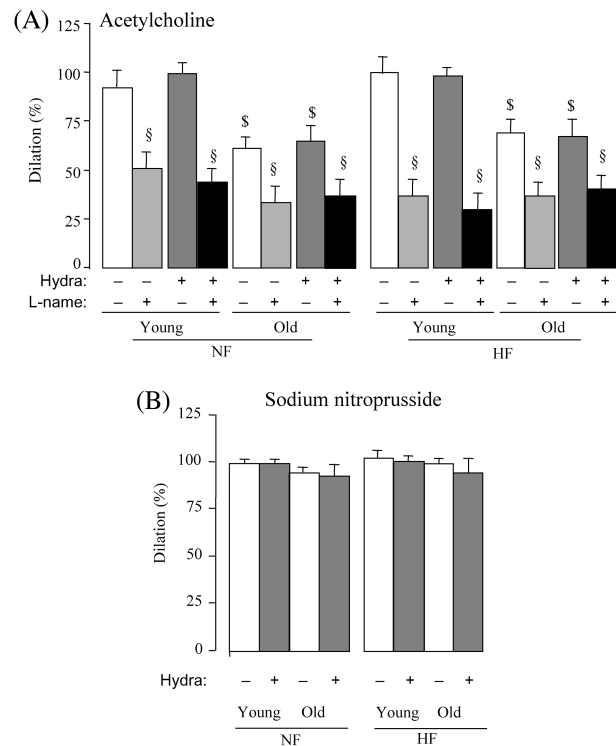 (A) Acetylcholine
Dilation (%)
125
100
75
50
25
0
§ § $ § $ § § § $ § $ §
Hydra: – – + + – – + + – – + + – – + +
L-name: – + – + – + – + – + – + – + – +
Young Old Young Old
NF HF
(B) Sodium nitroprusside
Dilation (%)
125
100
75
50
25
0
Hydra: – + – + – + – +
Young Old Young Old
NF HF